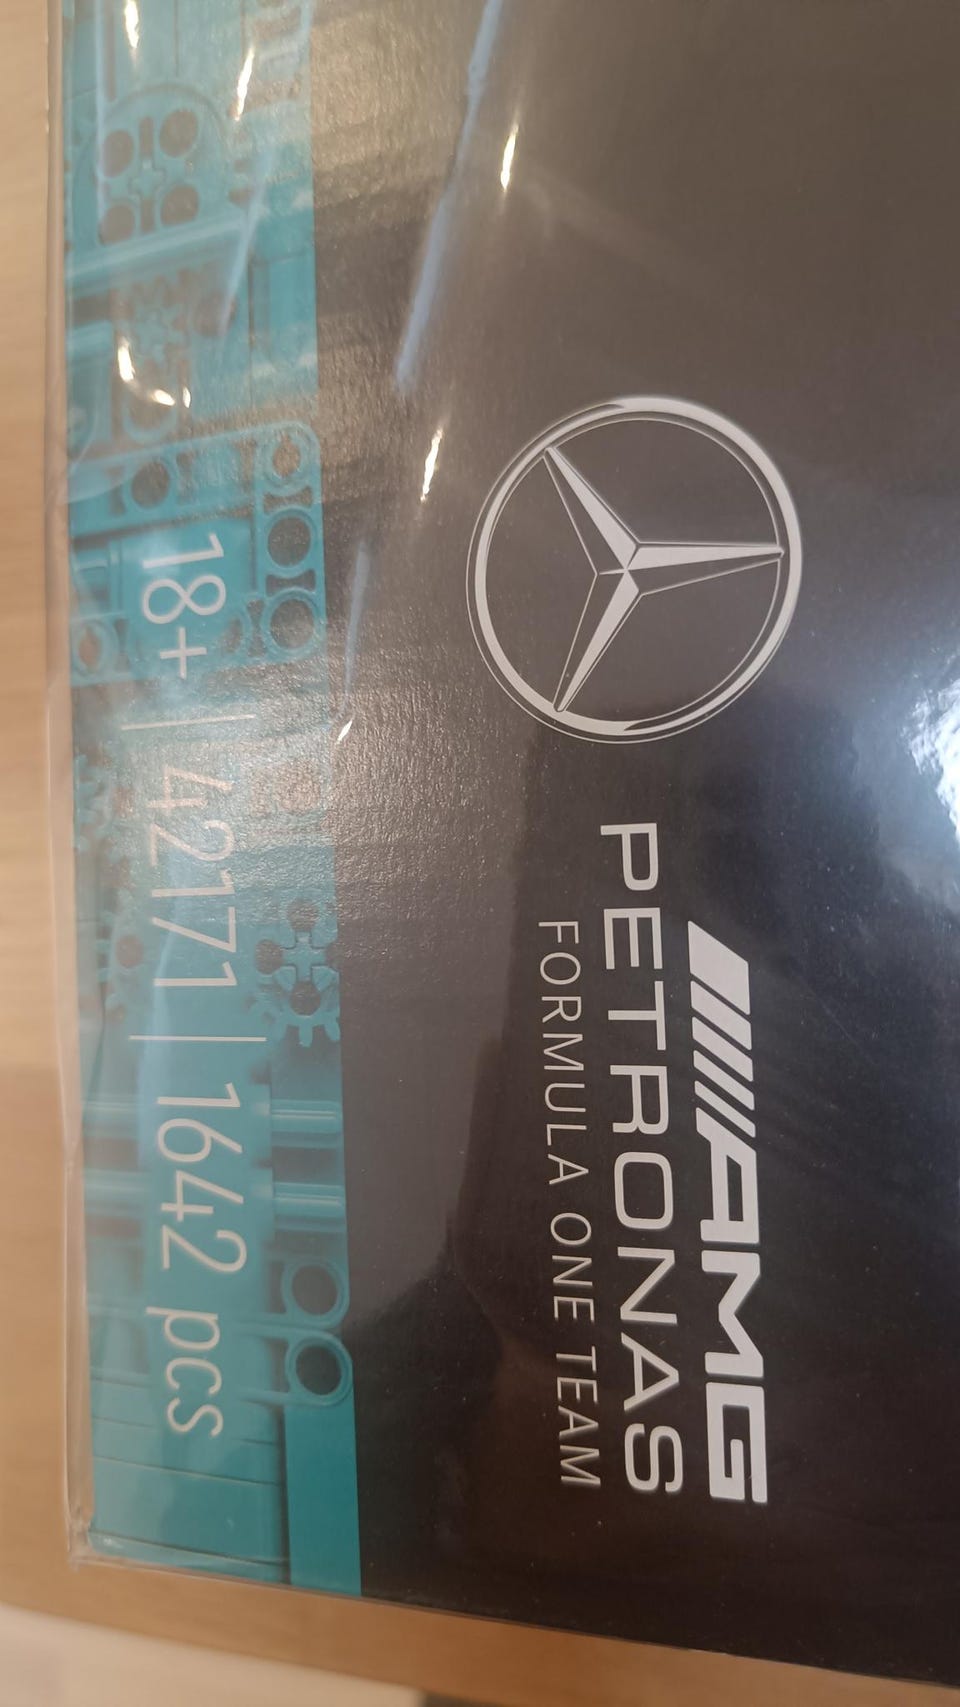 AMG
PETRONAS
FORMULA ONE TEAM
18+ | 42171 | 1642 pcs